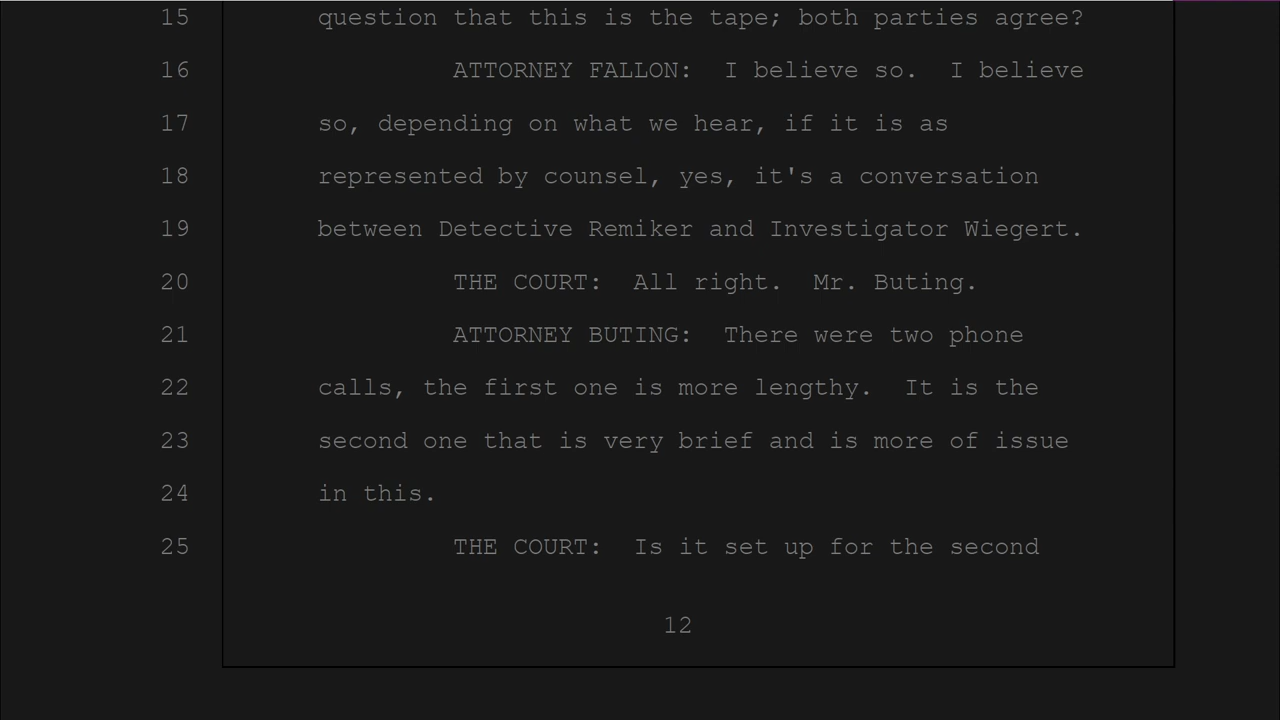 15 question that this is the tape; both parties agree?
16 ATTORNEY FALLON: I believe so. I believe
17 so, depending on what we hear, if it is as
18 represented by counsel, yes, it's a conversation
19 between Detective Remiker and Investigator Wiegert.
20 THE COURT: All right. Mr. Buting.
21 ATTORNEY BUTING: There were two phone
22 calls, the first one is more lengthy. It is the
23 second one that is very brief and is more of issue
24 in this.
25 THE COURT: Is it set up for the second
12